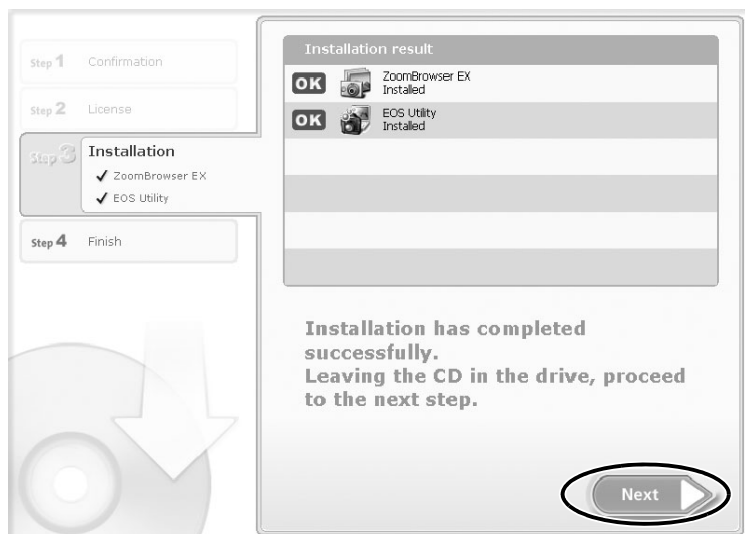 Step 1 Confirmation
Step 2 License
Step 3 Installation
ZoomBrowser EX
EOS Utility
Step 4 Finish
Installation result
OK ZoomBrowser EX
Installed
OK EOS Utility
Installed
Installation has completed
successfully.
Leaving the CD in the drive, proceed
to the next step.
Next